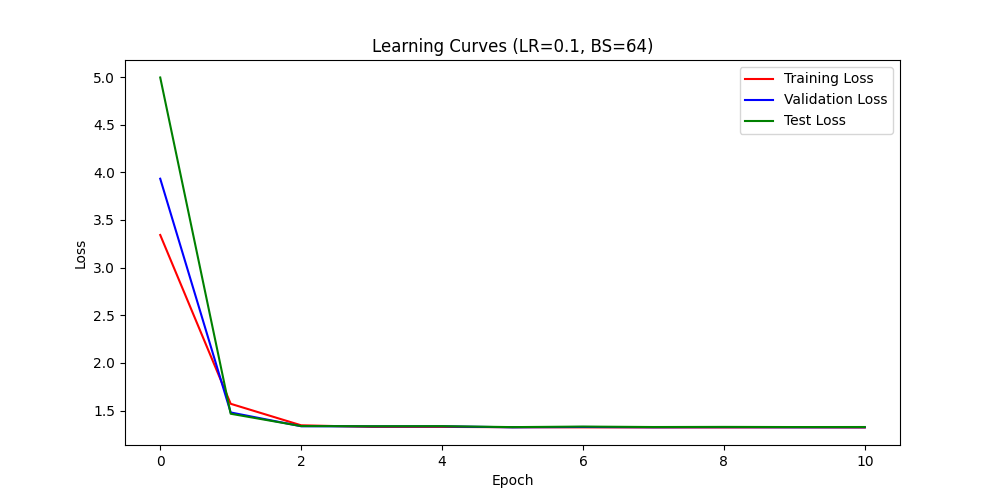 Learning Curves (LR=0.1, BS=64)
Training Loss
Validation Loss
Test Loss
Loss
5.0
4.5
4.0
3.5
3.0
2.5
2.0
1.5
0 2 4 6 8 10
Epoch